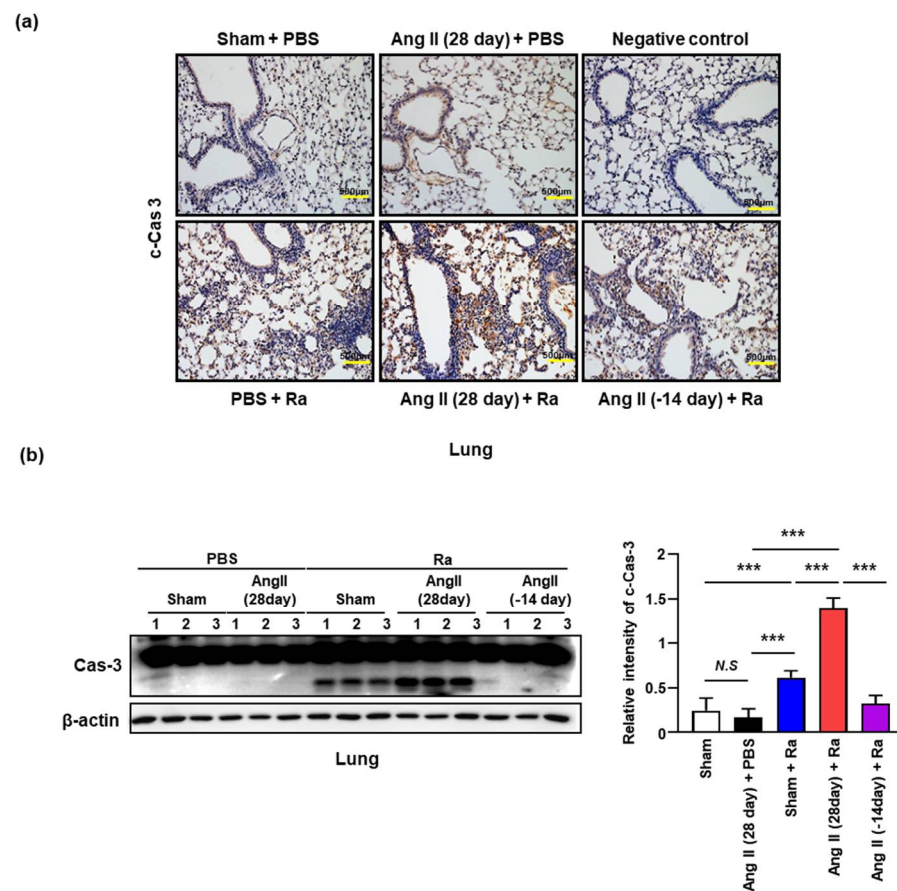 (a)
Sham + PBS
Ang II (28 day) + PBS
Negative control
c-Cas 3
500µm
500µm
500µm
500µm
500µm
500µm
PBS + Ra
Ang II (28 day) + Ra
Ang II (-14 day) + Ra
Lung
(b)
PBS
Ra
Sham
AngII
(28day)
Sham
AngII
(28day)
AngII
(-14 day)
1 2 3 1 2 3 1 2 3 1 2 3 1 2 3
Cas-3
β-actin
Lung
Relative intensity of c-Cas-3
2
1.5
1
0.5
0
***
***
***
***
***
N.S
Sham
Ang II (28 day) + PBS
Sham + Ra
Ang II (28day) + Ra
Ang II (-14day) + Ra